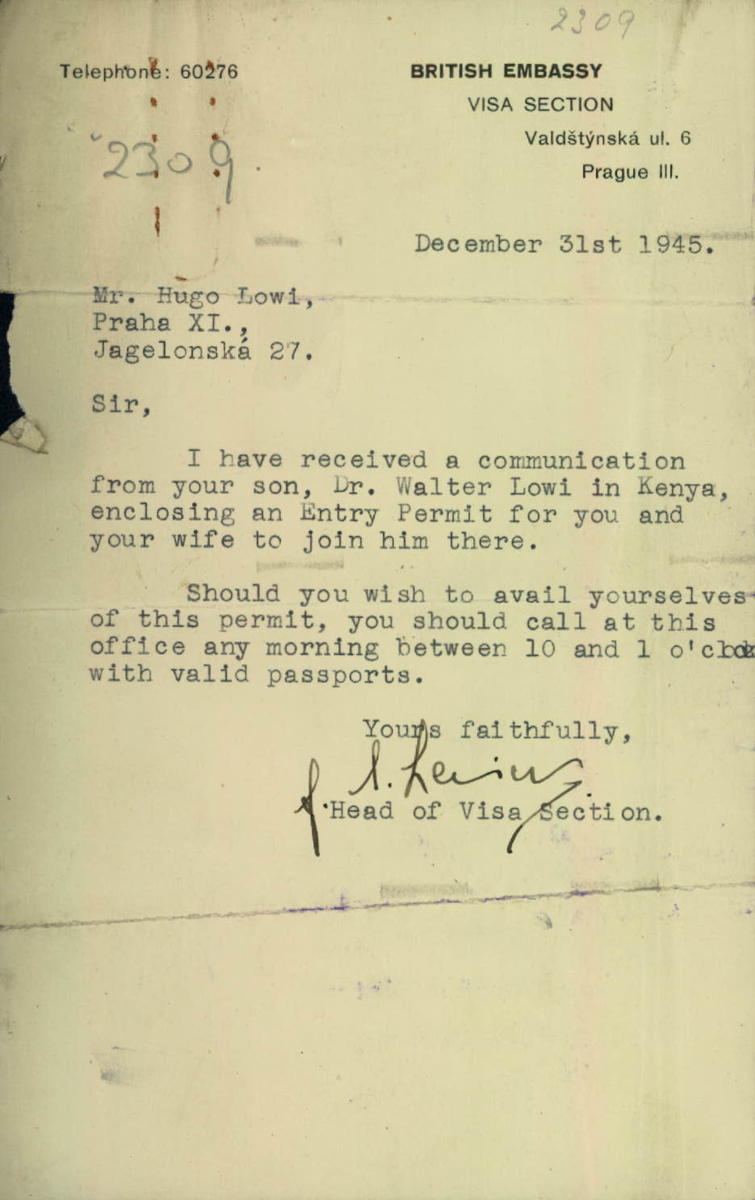 2309
Telephone: 60276
BRITISH EMBASSY
VISA SECTION
Valdštýnská ul. 6
Prague III.
2309.
December 31st 1945.
Mr. Hugo Lowi,
Praha XI.,
Jagelonská 27.
Sir,
I have received a communication
from your son, Dr. Walter Lowi in Kenya,
enclosing an Entry Permit for you and
your wife to join him there.
Should you wish to avail yourselves
of this permit, you should call at this
office any morning between 10 and 1 o'clock
with valid passports.
Yours faithfully,
Head of Visa Section.